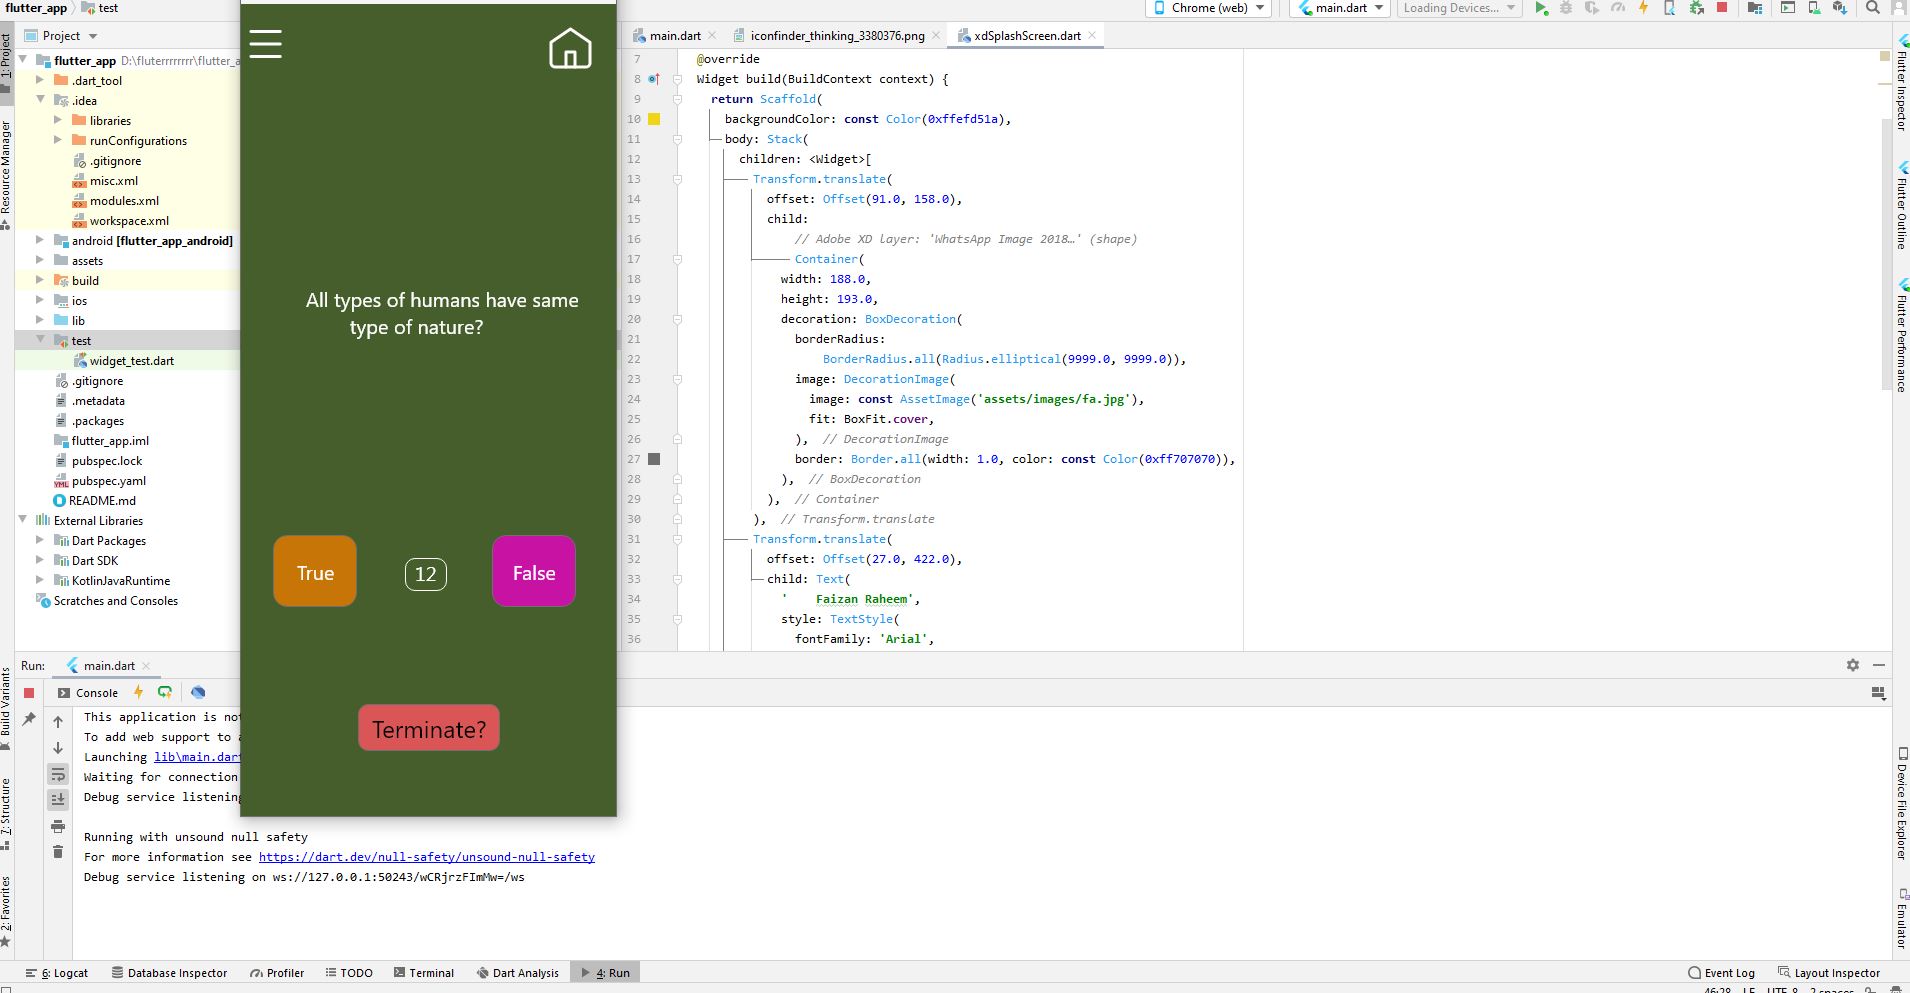 flutter_app
test
Chrome (web)
main.dart
Loading Devices...
Project
main.dart
iconfinder_thinking_3380376.png
xdSplashScreen.dart
1: Project
Resource Manager
Build Variants
7: Structure
2: Favorites
flutter_app D:\fluterrrrrrr\flutter_a
.dart_tool
.idea
libraries
runConfigurations
.gitignore
misc.xml
modules.xml
workspace.xml
android [flutter_app_android]
assets
build
ios
lib
test
widget_test.dart
.gitignore
.metadata
.packages
flutter_app.iml
pubspec.lock
pubspec.yaml
README.md
External Libraries
Dart Packages
Dart SDK
KotlinJavaRuntime
Scratches and Consoles
All types of humans have same
type of nature?
True
12
False
Terminate?
7 @override
8 Widget build(BuildContext context) {
9 return Scaffold(
10 backgroundColor: const Color(0xffefd51a),
11 body: Stack(
12 children: <Widget>[
13 Transform.translate(
14 offset: Offset(91.0, 158.0),
15 child:
16 // Adobe XD layer: 'WhatsApp Image 2018…' (shape)
17 Container(
18 width: 188.0,
19 height: 193.0,
20 decoration: BoxDecoration(
21 borderRadius:
22 BorderRadius.all(Radius.elliptical(9999.0, 9999.0)),
23 image: DecorationImage(
24 image: const AssetImage('assets/images/fa.jpg'),
25 fit: BoxFit.cover,
26 ), // DecorationImage
27 border: Border.all(width: 1.0, color: const Color(0xff707070)),
28 ), // BoxDecoration
29 ), // Container
30 ), // Transform.translate
31 Transform.translate(
32 offset: Offset(27.0, 422.0),
33 child: Text(
34 '    Faizan Raheem',
35 style: TextStyle(
36 fontFamily: 'Arial',
Flutter Inspector
Flutter Outline
Flutter Performance
Device File Explorer
Emulator
Run: main.dart
Console
This application is not
To add web support to a
Launching lib\main.dart
Waiting for connection
Debug service listening
Running with unsound null safety
For more information see https://dart.dev/null-safety/unsound-null-safety
Debug service listening on ws://127.0.0.1:50243/wCRjrzFImMw=/ws
6: Logcat
Database Inspector
Profiler
TODO
Terminal
Dart Analysis
4: Run
Event Log
Layout Inspector
46:28 LF UTF-8 2 spaces